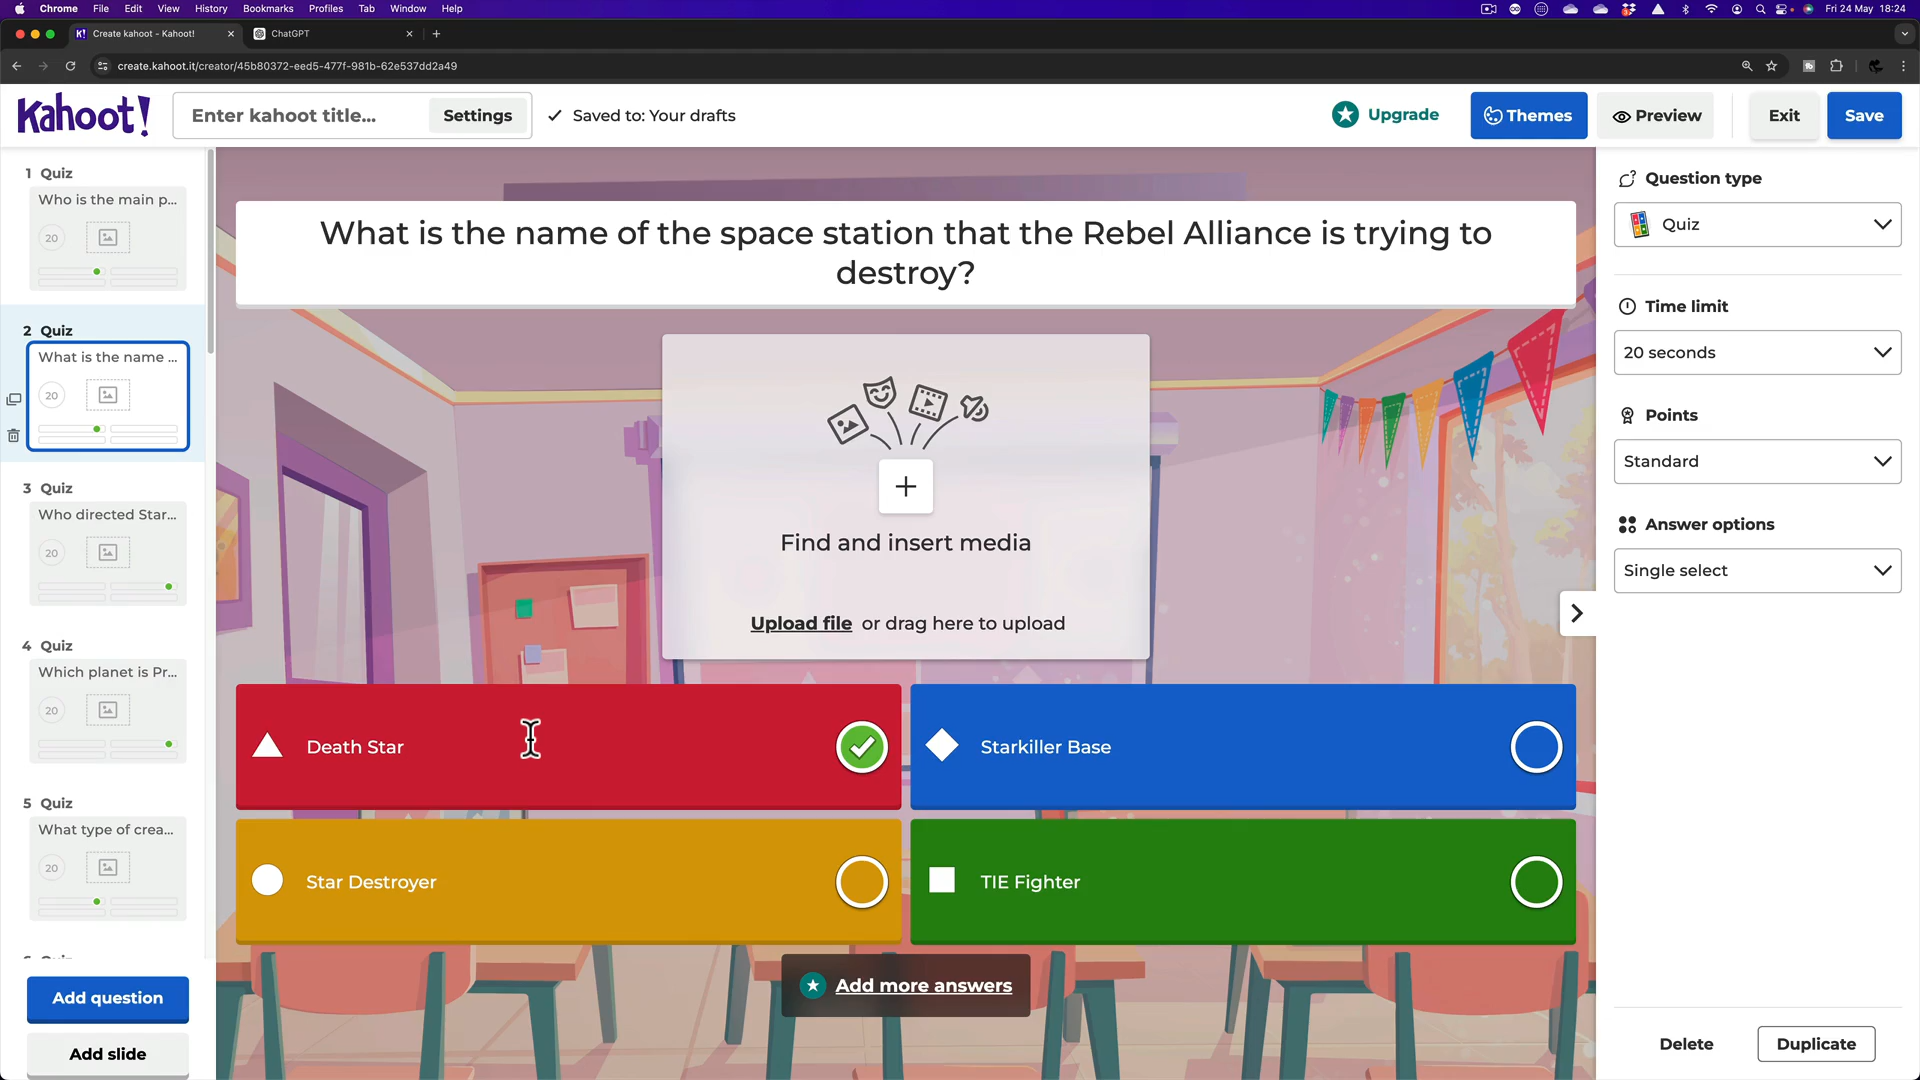 Chrome File Edit View History Bookmarks Profiles Tab Window Help Fri 24 May 18:24
K! Create kahoot - Kahoot! ChatGPT
create.kahoot.it/creator/45b80372-eed5-477f-981b-62e537dd2a49
Kahoot! Enter kahoot title... Settings Saved to: Your drafts Upgrade Themes Preview Exit Save
1 Quiz
Who is the main p...
20
2 Quiz
What is the name ...
20
3 Quiz
Who directed Star...
20
4 Quiz
Which planet is Pr...
20
5 Quiz
What type of crea...
20
Add question
Add slide
What is the name of the space station that the Rebel Alliance is trying to
destroy?
Find and insert media
Upload file or drag here to upload
Death Star
Starkiller Base
Star Destroyer
TIE Fighter
Add more answers
Question type
Quiz
Time limit
20 seconds
Points
Standard
Answer options
Single select
Delete Duplicate